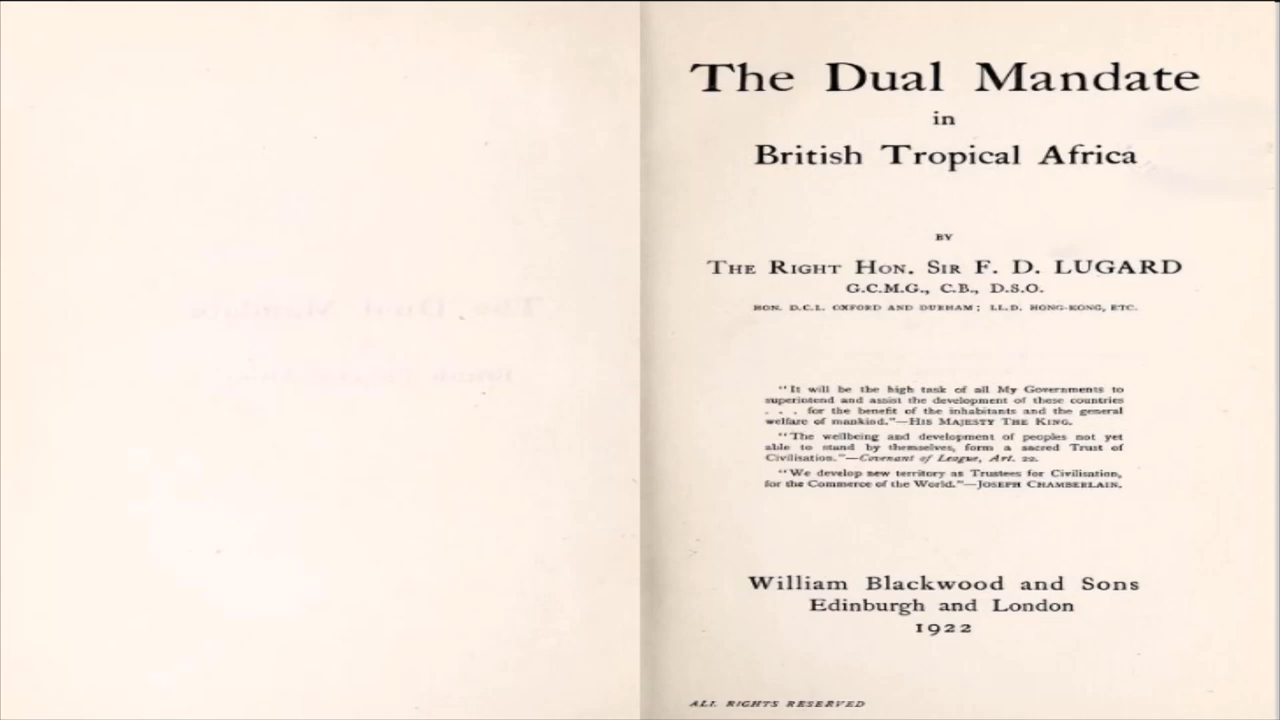 The Dual Mandate
in
British Tropical Africa
BY
THE RIGHT HON. SIR F. D. LUGARD
G.C.M.G., C.B., D.S.O.
HON. D.C.L. OXFORD AND DURHAM; LL.D. HONG-KONG, ETC.
"It will be the high task of all My Governments to
superintend and assist the development of these countries
. . . for the benefit of the inhabitants and the general
welfare of mankind."—HIS MAJESTY THE KING.
"The wellbeing and development of peoples not yet
able to stand by themselves, form a sacred Trust of
Civilisation."—Covenant of League, Art. 22.
"We develop new territory as Trustees for Civilisation,
for the Commerce of the World."—JOSEPH CHAMBERLAIN.
William Blackwood and Sons
Edinburgh and London
1922
ALL RIGHTS RESERVED